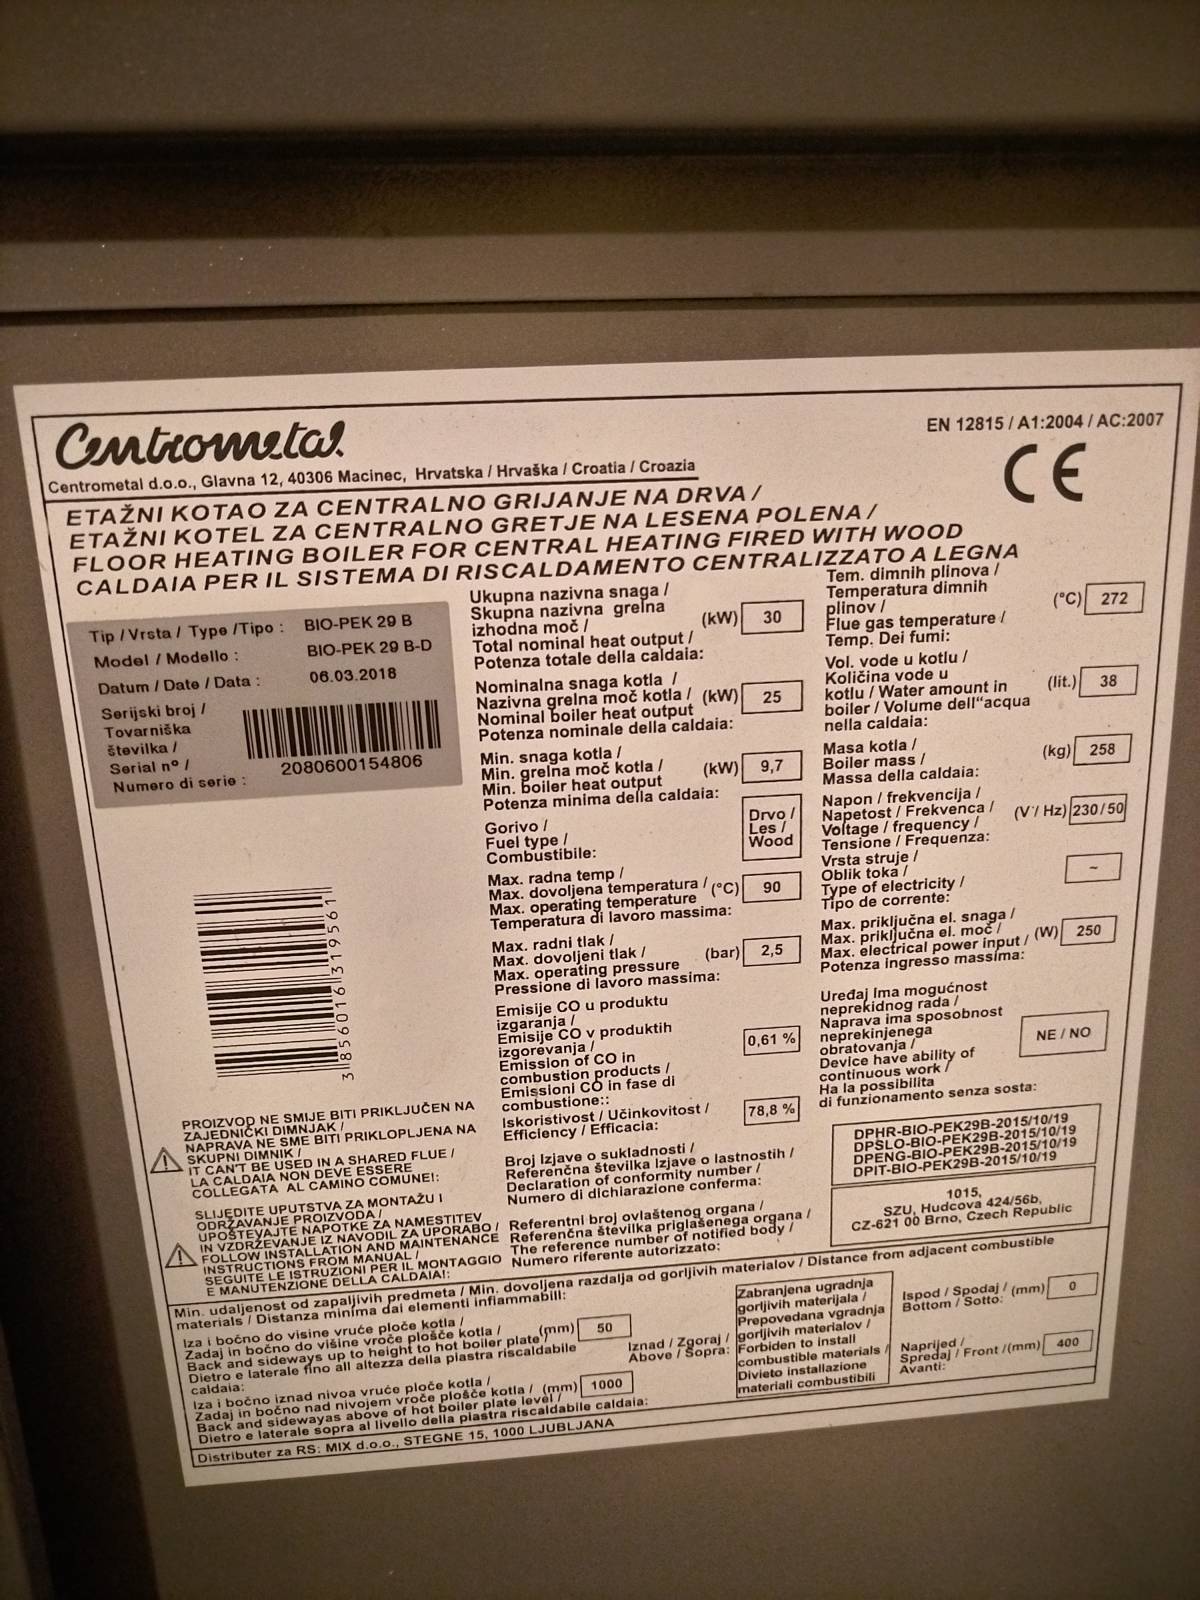 Centrometal
EN 12815 / A1:2004 / AC:2007
Centrometal d.o.o., Glavna 12, 40306 Macinec, Hrvatska / Hrvaška / Croatia / Croazia
CE
ETAŽNI KOTAO ZA CENTRALNO GRIJANJE NA DRVA /
ETAŽNI KOTEL ZA CENTRALNO GRETJE NA LESENA POLENA /
FLOOR HEATING BOILER FOR CENTRAL HEATING FIRED WITH WOOD
CALDAIA PER IL SISTEMA DI RISCALDAMENTO CENTRALIZZATO A LEGNA
Tip / Vrsta / Type /Tipo : BIO-PEK 29 B
Model / Modello : BIO-PEK 29 B-D
Datum / Date / Data : 06.03.2018
Serijski broj /
Tovarniška
številka /
Serial nº /
Numero di serie :
2080600154806
3856016319561
PROIZVOD NE SMIJE BITI PRIKLJUČEN NA
ZAJEDNIČKI DIMNJAK /
NAPRAVA NE SME BITI PRIKLOPLJENA NA
SKUPNI DIMNIK /
IT CAN'T BE USED IN A SHARED FLUE /
LA CALDAIA NON DEVE ESSERE
COLLEGATA AL CAMINO COMUNE!:
SLIJEDITE UPUTSTVA ZA MONTAŽU I
ODRŽAVANJE PROIZVODA /
UPOŠTEVAJTE NAPOTKE ZA NAMESTITEV
IN VZDRŽEVANJE IZ NAVODIL ZA UPORABO /
FOLLOW INSTALLATION AND MAINTENANCE
INSTRUCTIONS FROM MANUAL /
SEGUITE LE ISTRUZIONI PER IL MONTAGGIO
E MANUTENZIONE DELLA CALDAIA!:
Ukupna nazivna snaga /
Skupna nazivna grelna
izhodna moč / (kW) 30
Total nominal heat output /
Potenza totale della caldaia:
Nominalna snaga kotla /
Nazivna grelna moč kotla / (kW) 25
Nominal boiler heat output
Potenza nominale della caldaia:
Min. snaga kotla /
Min. grelna moč kotla / (kW) 9,7
Min. boiler heat output
Potenza minima della caldaia:
Gorivo /
Fuel type /
Combustibile:
Drvo /
Les /
Wood
Max. radna temp /
Max. dovoljena temperatura / (°C) 90
Max. operating temperature
Temperatura di lavoro massima:
Max. radni tlak /
Max. dovoljeni tlak / (bar) 2,5
Max. operating pressure
Pressione di lavoro massima:
Emisije CO u produktu
izgaranja /
Emisije CO v produktih
izgorevanja / 0,61 %
Emission of CO in
combustion products /
Emissioni CO in fase di
combustione::
Iskoristivost / Učinkovitost / 78,8 %
Efficiency / Efficacia:
Broj Izjave o sukladnosti /
Referenčna številka Izjave o lastnostih /
Declaration of conformity number /
Numero di dichiarazione conferma:
Referentni broj ovlaštenog organa /
Referenčna številka priglašenega organa /
The reference number of notified body /
Numero riferente autorizzato:
Tem. dimnih plinova /
Temperatura dimnih
plinov / (°C) 272
Flue gas temperature /
Temp. Dei fumi:
Vol. vode u kotlu /
Količina vode u
kotlu / Water amount in (lit.) 38
boiler / Volume dell“acqua
nella caldaia:
Masa kotla /
Boiler mass / (kg) 258
Massa della caldaia:
Napon / frekvencija /
Napetost / Frekvenca / (V / Hz) 230/50
Voltage / frequency /
Tensione / Frequenza:
Vrsta struje /
Oblik toka / ~
Type of electricity /
Tipo de corrente:
Max. priključna el. snaga /
Max. priključna el. moč / (W) 250
Max. electrical power input /
Potenza ingresso massima:
Uređaj Ima mogućnost
neprekidnog rada /
Naprava ima sposobnost
neprekinjenega NE / NO
obratovanja /
Device have ability of
continuous work /
Ha la possibilita
di funzionamento senza sosta:
DPHR-BIO-PEK29B-2015/10/19
DPSLO-BIO-PEK29B-2015/10/19
DPENG-BIO-PEK29B-2015/10/19
DPIT-BIO-PEK29B-2015/10/19
1015,
SZU, Hudcova 424/56b,
CZ-621 00 Brno, Czech Republic
Min. udaljenost od zapaljivih predmeta / Min. dovoljena razdalja od gorljivih materialov / Distance from adjacent combustible
materials / Distanza minima dai elementi infiammabili:
Iza i bočno do visine vruće ploče kotla /
Zadaj in bočno do višine vroče plošče kotla / (mm) 50
Back and sideways up to height to hot boiler plate /
Dietro e laterale fino all altezza della piastra riscaldabile
caldaia:
Iza i bočno iznad nivoa vruće ploče kotla /
Zadaj in bočno nad nivojem vroče plošče kotla / (mm) 1000
Back and sidewayas above of hot boiler plate level /
Dietro e laterale sopra al livello della piastra riscaldabile caldaia:
Iznad / Zgoraj /
Above / Sopra:
Zabranjena ugradnja
gorljivih materijala /
Prepovedana vgradnja
gorljivih materialov /
Forbiden to install
combustible materials /
Divieto installazione
materiali combustibili
Ispod / Spodaj / (mm) 0
Bottom / Sotto:
Naprijed /
Spredaj / Front /(mm) 400
Avanti:
Distributer za RS: MIX d.o.o., STEGNE 15, 1000 LJUBLJANA